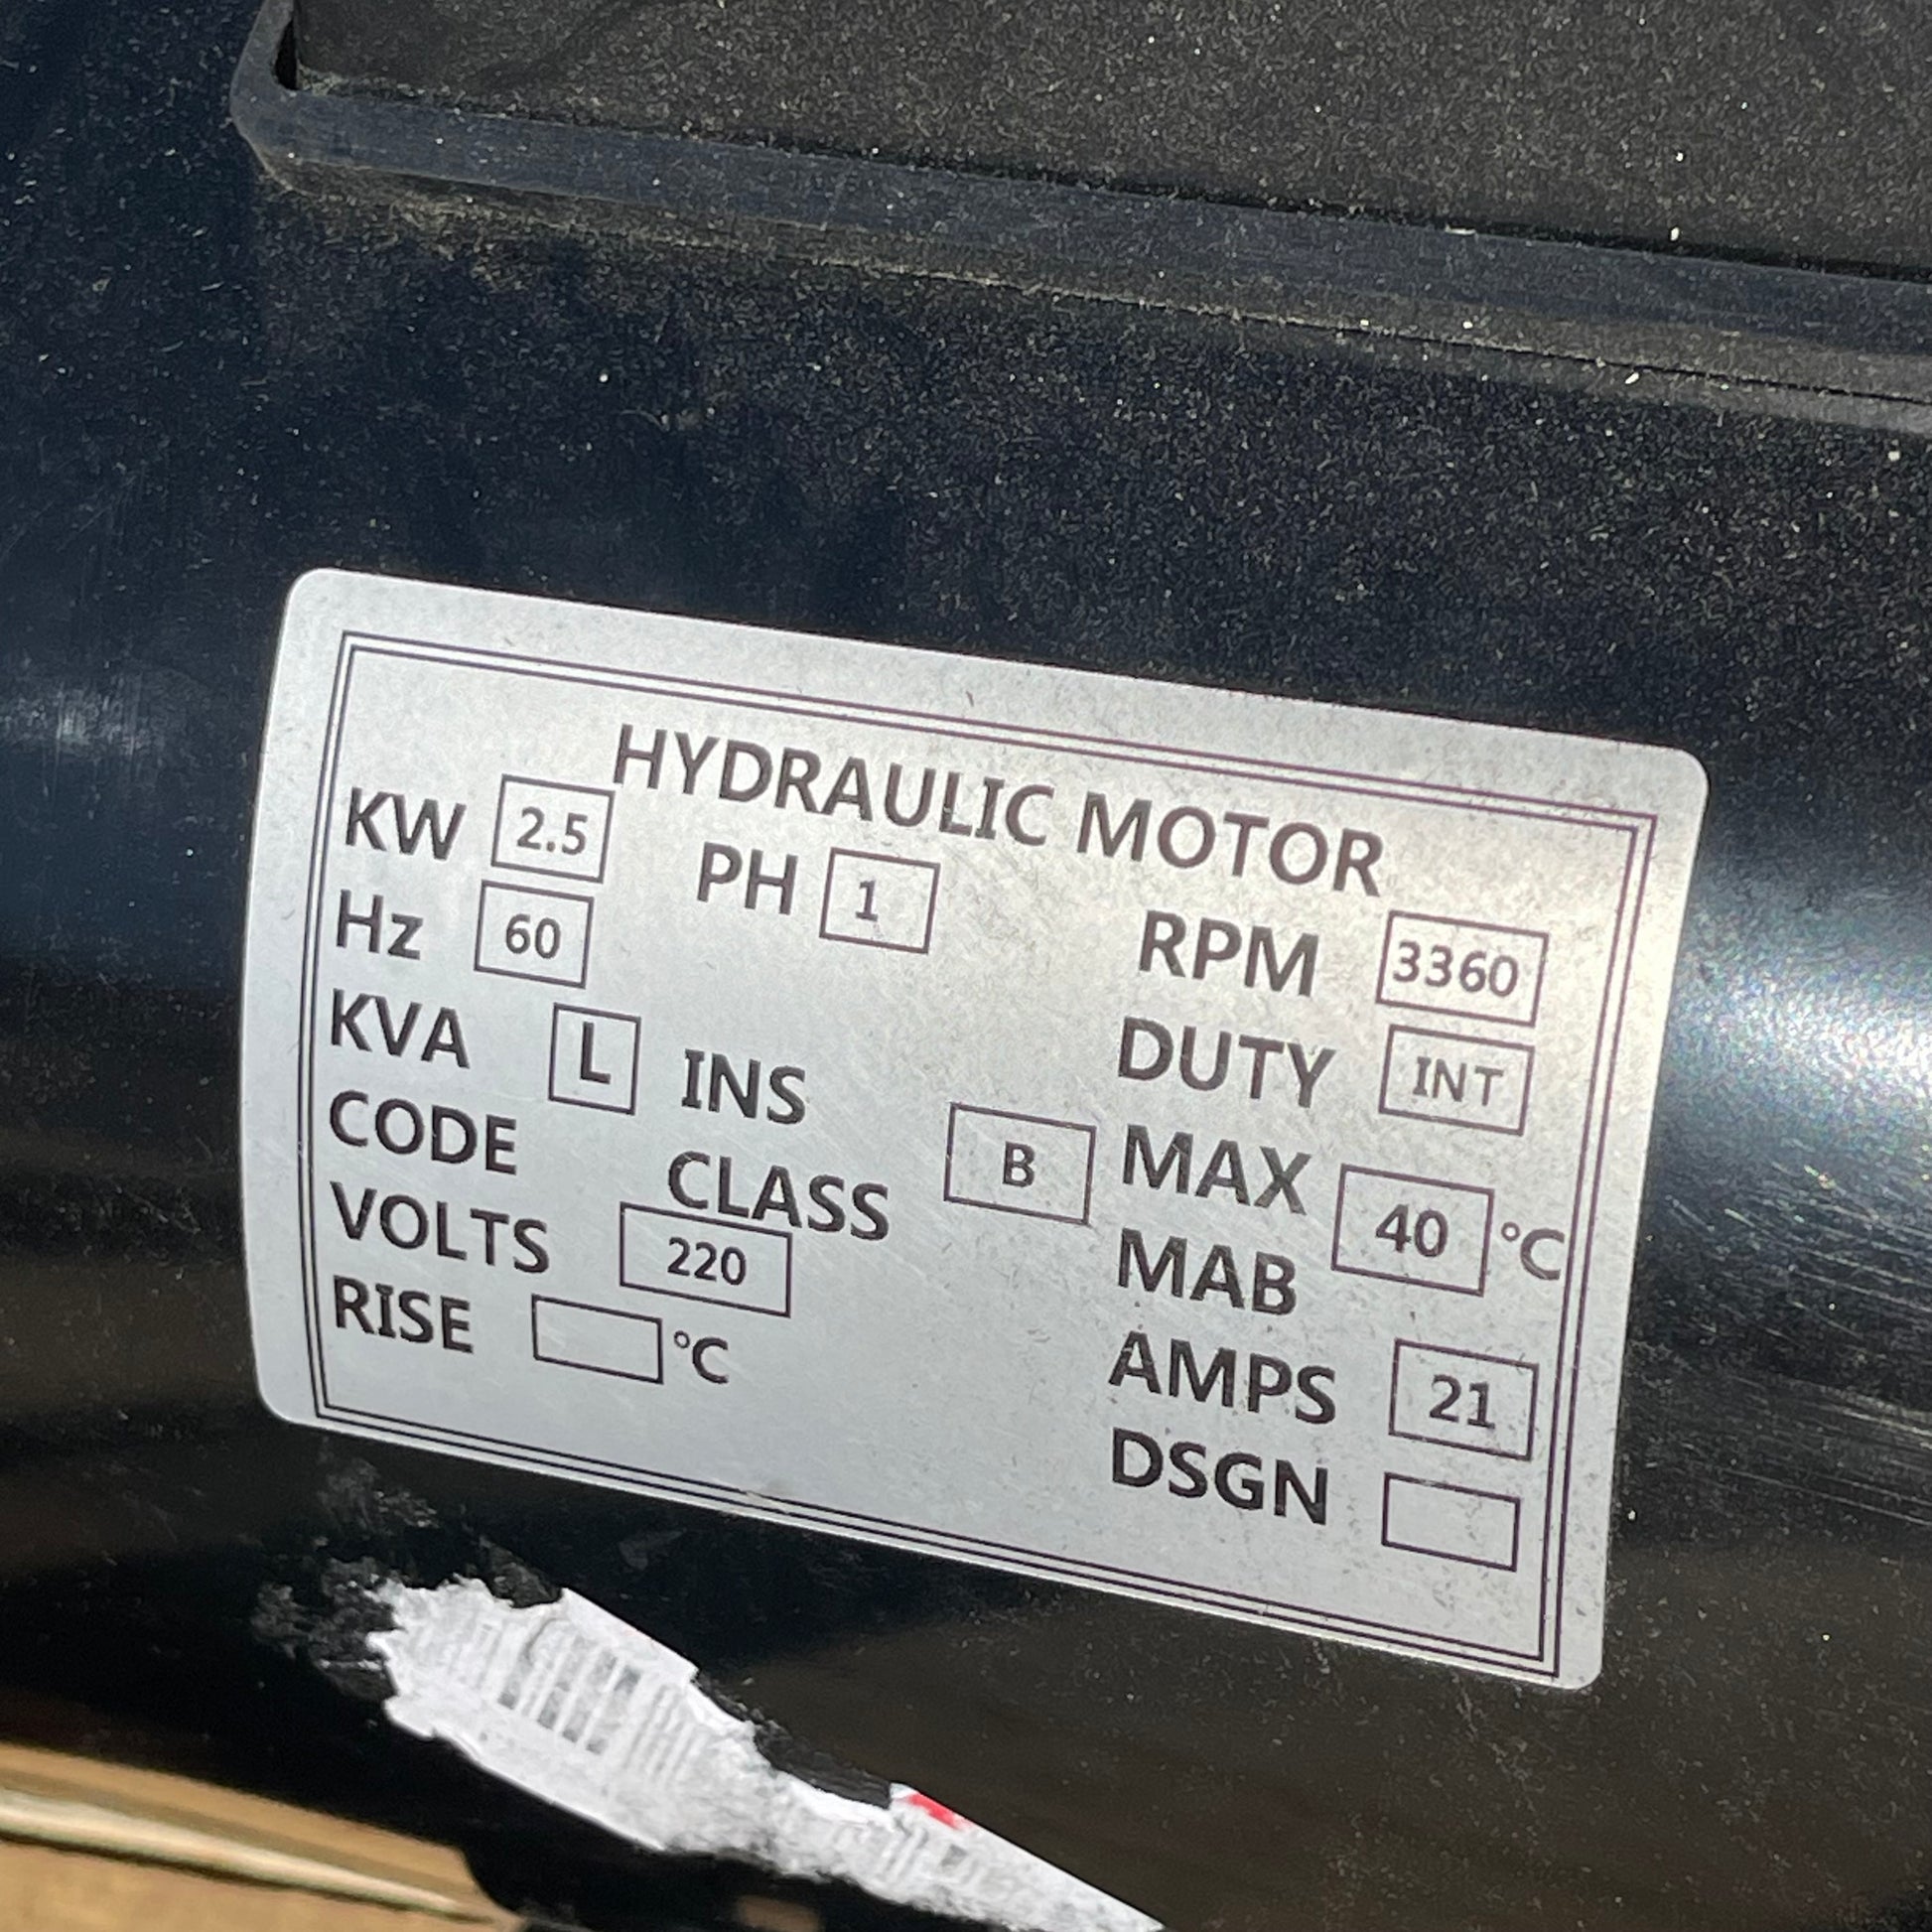 HYDRAULIC MOTOR
KW 2.5 PH 1 RPM 3360
Hz 60 DUTY INT
KVA CODE L INS CLASS B MAX MAB 40 °C
VOLTS 220 AMPS 21
RISE °C DSGN